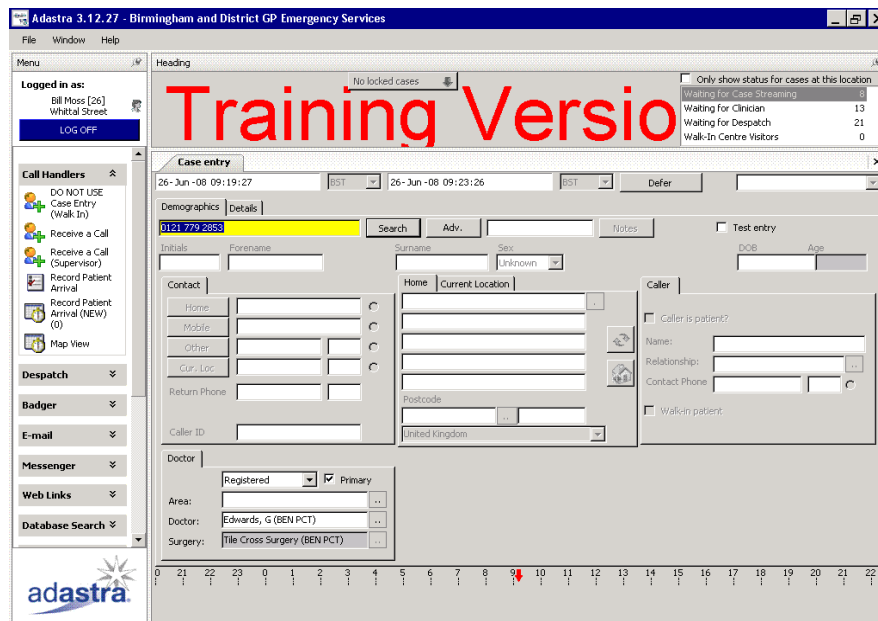 Adastra 3.12.27 - Birmingham and District GP Emergency Services
File Window Help
Menu
Logged in as:
Bill Moss [26]
Whittal Street
LOG OFF
Call Handlers
DO NOT USE
Case Entry
(Walk In)
Receive a Call
Receive a Call
(Supervisor)
Record Patient
Arrival
Record Patient
Arrival (NEW)
(0)
Map View
Despatch
Badger
E-mail
Messenger
Web Links
Database Search
adastra.
Heading
No locked cases
Training Versio
Only show status for cases at this location
Waiting for Case Streaming 8
Waiting for Clinician 13
Waiting for Despatch 21
Walk-In Centre Visitors 0
Case entry
26-Jun-08 09:19:27 BST 26-Jun-08 09:23:26 BST Defer
Demographics Details
0121 779 2853 Search Adv. Notes Test entry
Initials Forename Surname Sex DOB Age
Unknown
Contact
Home
Mobile
Other
Cur. Loc
Return Phone
Caller ID
Home Current Location
.
Postcode
..
United Kingdom
Caller
Caller is patient?
Name:
Relationship: ..
Contact Phone
Walk-in patient
Doctor
Registered Primary
Area: ..
Doctor: Edwards, G (BEN PCT) ..
Surgery: Tile Cross Surgery (BEN PCT) ..
0 21 22 23 0 1 2 3 4 5 6 7 8 9 10 11 12 13 14 15 16 17 18 19 20 21 22